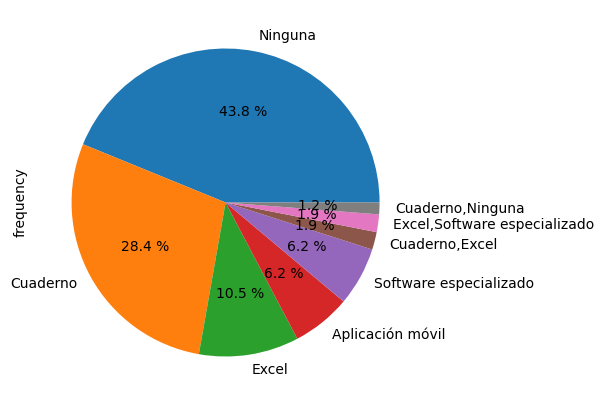 Ninguna
43.8 %
frequency
Cuaderno
28.4 %
Excel
10.5 %
Aplicación móvil
6.2 %
Software especializado
6.2 %
Cuaderno,Excel
1.9 %
Excel,Software especializado
1.9 %
Cuaderno,Ninguna
1.2 %